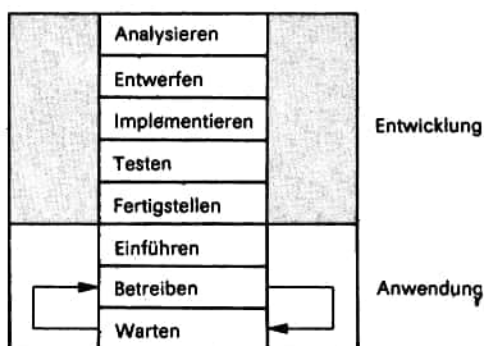 Analysieren
Entwerfen
Implementieren
Entwicklung
Testen
Fertigstellen
Einführen
Betreiben
Anwendung
Warten